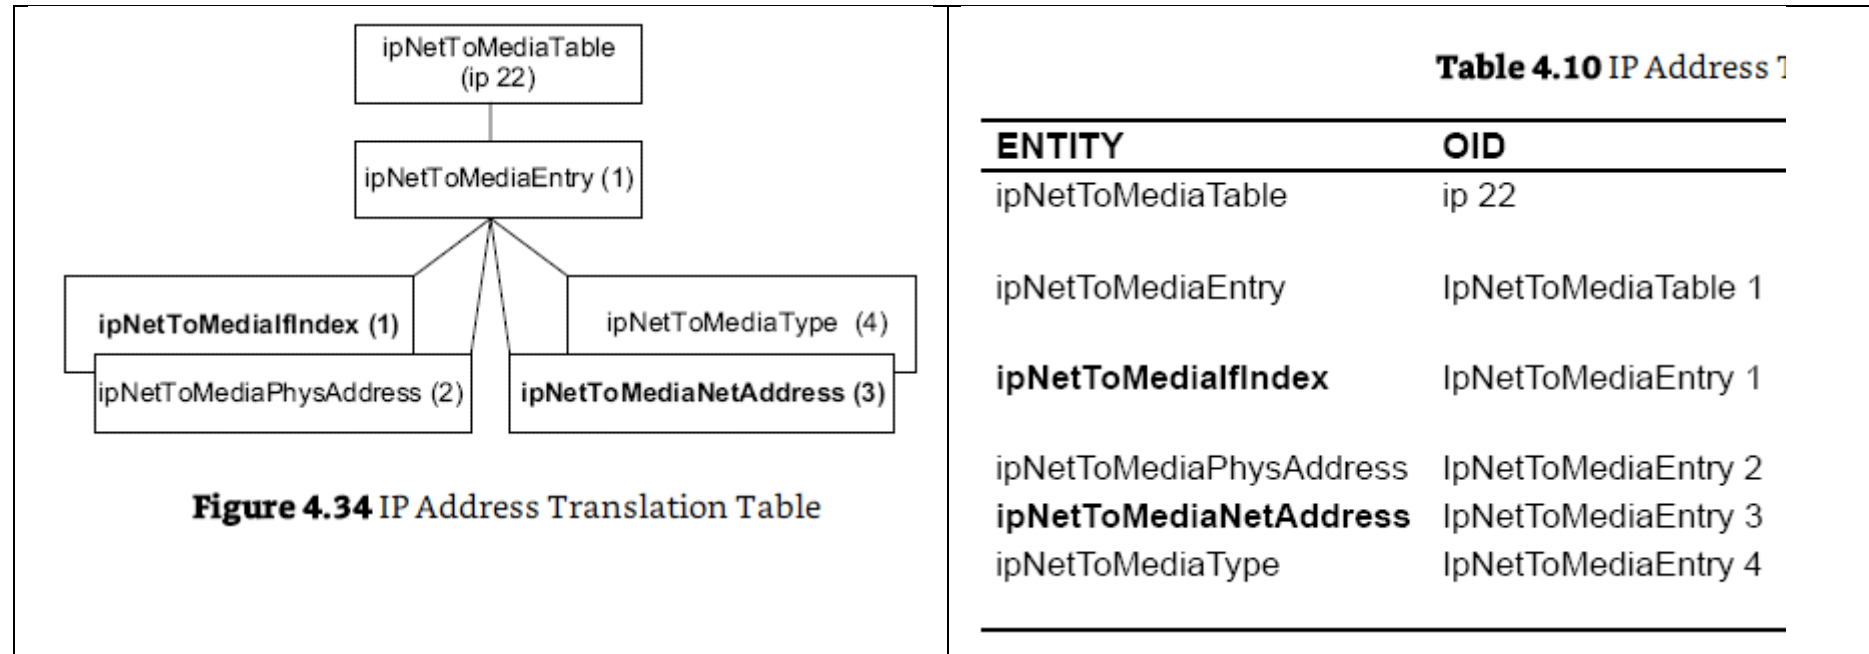 ipNetToMediaTable
(ip 22)
ipNetToMediaEntry (1)
ipNetToMediaIfIndex (1)
ipNetToMediaType (4)
ipNetToMediaPhysAddress (2)
ipNetToMediaNetAddress (3)
Figure 4.34 IP Address Translation Table
Table 4.10 IP Address
ENTITY OID
ipNetToMediaTable ip 22
ipNetToMediaEntry IpNetToMediaTable 1
ipNetToMediaIfIndex IpNetToMediaEntry 1
ipNetToMediaPhysAddress IpNetToMediaEntry 2
ipNetToMediaNetAddress IpNetToMediaEntry 3
ipNetToMediaType IpNetToMediaEntry 4